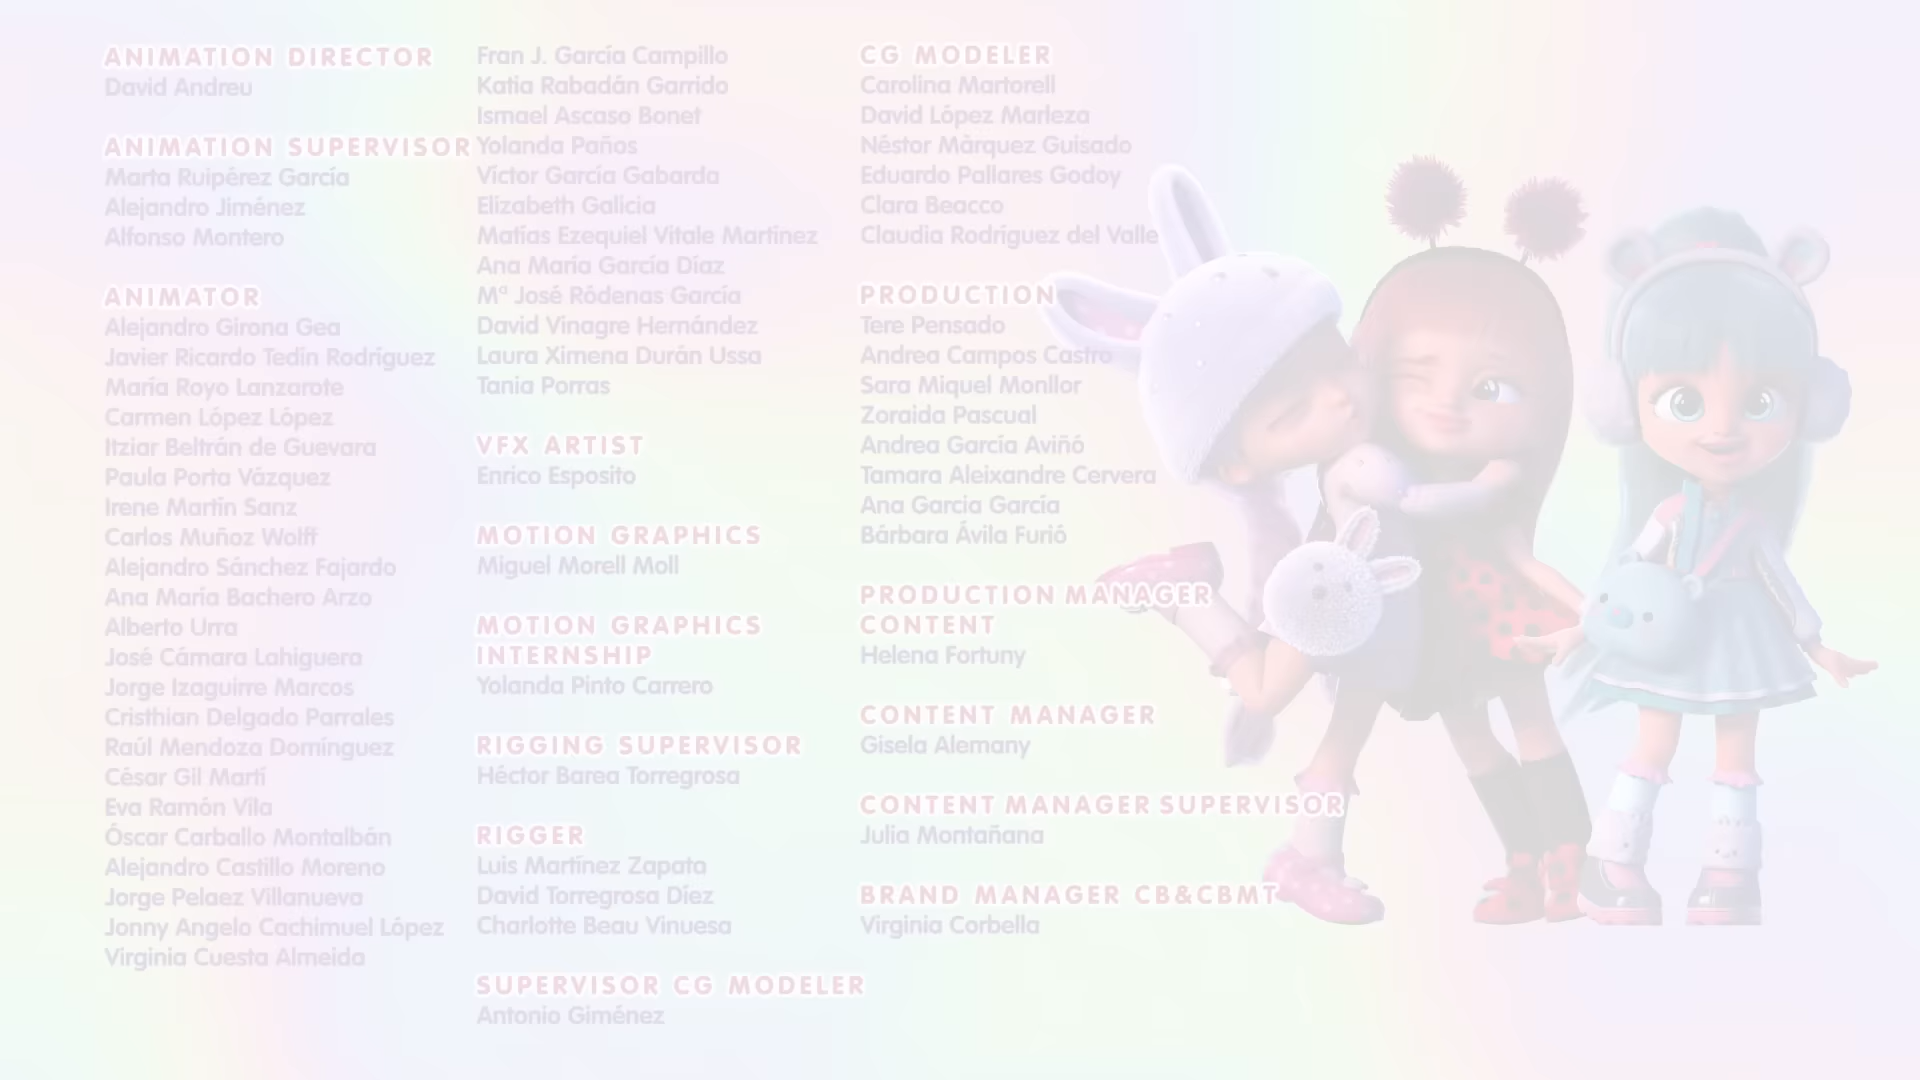 ANIMATION DIRECTOR
David Andreu
ANIMATION SUPERVISOR
Marta Ruipérez García
Alejandro Jiménez
Alfonso Montero
ANIMATOR
Alejandro Girona Gea
Javier Ricardo Tedín Rodríguez
María Royo Lanzarote
Carmen López López
Itziar Beltrán de Guevara
Paula Porta Vázquez
Irene Martín Sanz
Carlos Muñoz Wolff
Alejandro Sánchez Fajardo
Ana María Bachero Arzo
Alberto Urra
José Cámara Lahiguera
Jorge Izaguirre Marcos
Cristhian Delgado Parrales
Raúl Mendoza Domínguez
César Gil Martí
Eva Ramón Vila
Óscar Carballo Montalbán
Alejandro Castillo Moreno
Jorge Pelaez Villanueva
Jonny Angelo Cachimuel López
Virginia Cuesta Almeida
Fran J. García Campillo
Katia Rabadán Garrido
Ismael Ascaso Bonet
Yolanda Paños
Víctor García Gabarda
Elizabeth Galicia
Matías Ezequiel Vitale Martínez
Ana María García Díaz
Mª José Ródenas García
David Vinagre Hernández
Laura Ximena Durán Ussa
Tania Porras
VFX ARTIST
Enrico Esposito
MOTION GRAPHICS
Miguel Morell Moll
MOTION GRAPHICS
INTERNSHIP
Yolanda Pinto Carrero
RIGGING SUPERVISOR
Héctor Barea Torregrosa
RIGGER
Luis Martínez Zapata
David Torregrosa Díez
Charlotte Beau Vinuesa
SUPERVISOR CG MODELER
Antonio Giménez
CG MODELER
Carolina Martorell
David López Marleza
Néstor Márquez Guisado
Eduardo Pallares Godoy
Clara Beacco
Claudia Rodríguez del Valle
PRODUCTION
Tere Pensado
Andrea Campos Castro
Sara Miquel Monllor
Zoraida Pascual
Andrea García Aviñó
Tamara Aleixandre Cervera
Ana Garcia García
Bárbara Ávila Furió
PRODUCTION MANAGER
CONTENT
Helena Fortuny
CONTENT MANAGER
Gisela Alemany
CONTENT MANAGER SUPERVISOR
Julia Montañana
BRAND MANAGER CB&CBMT
Virginia Corbella